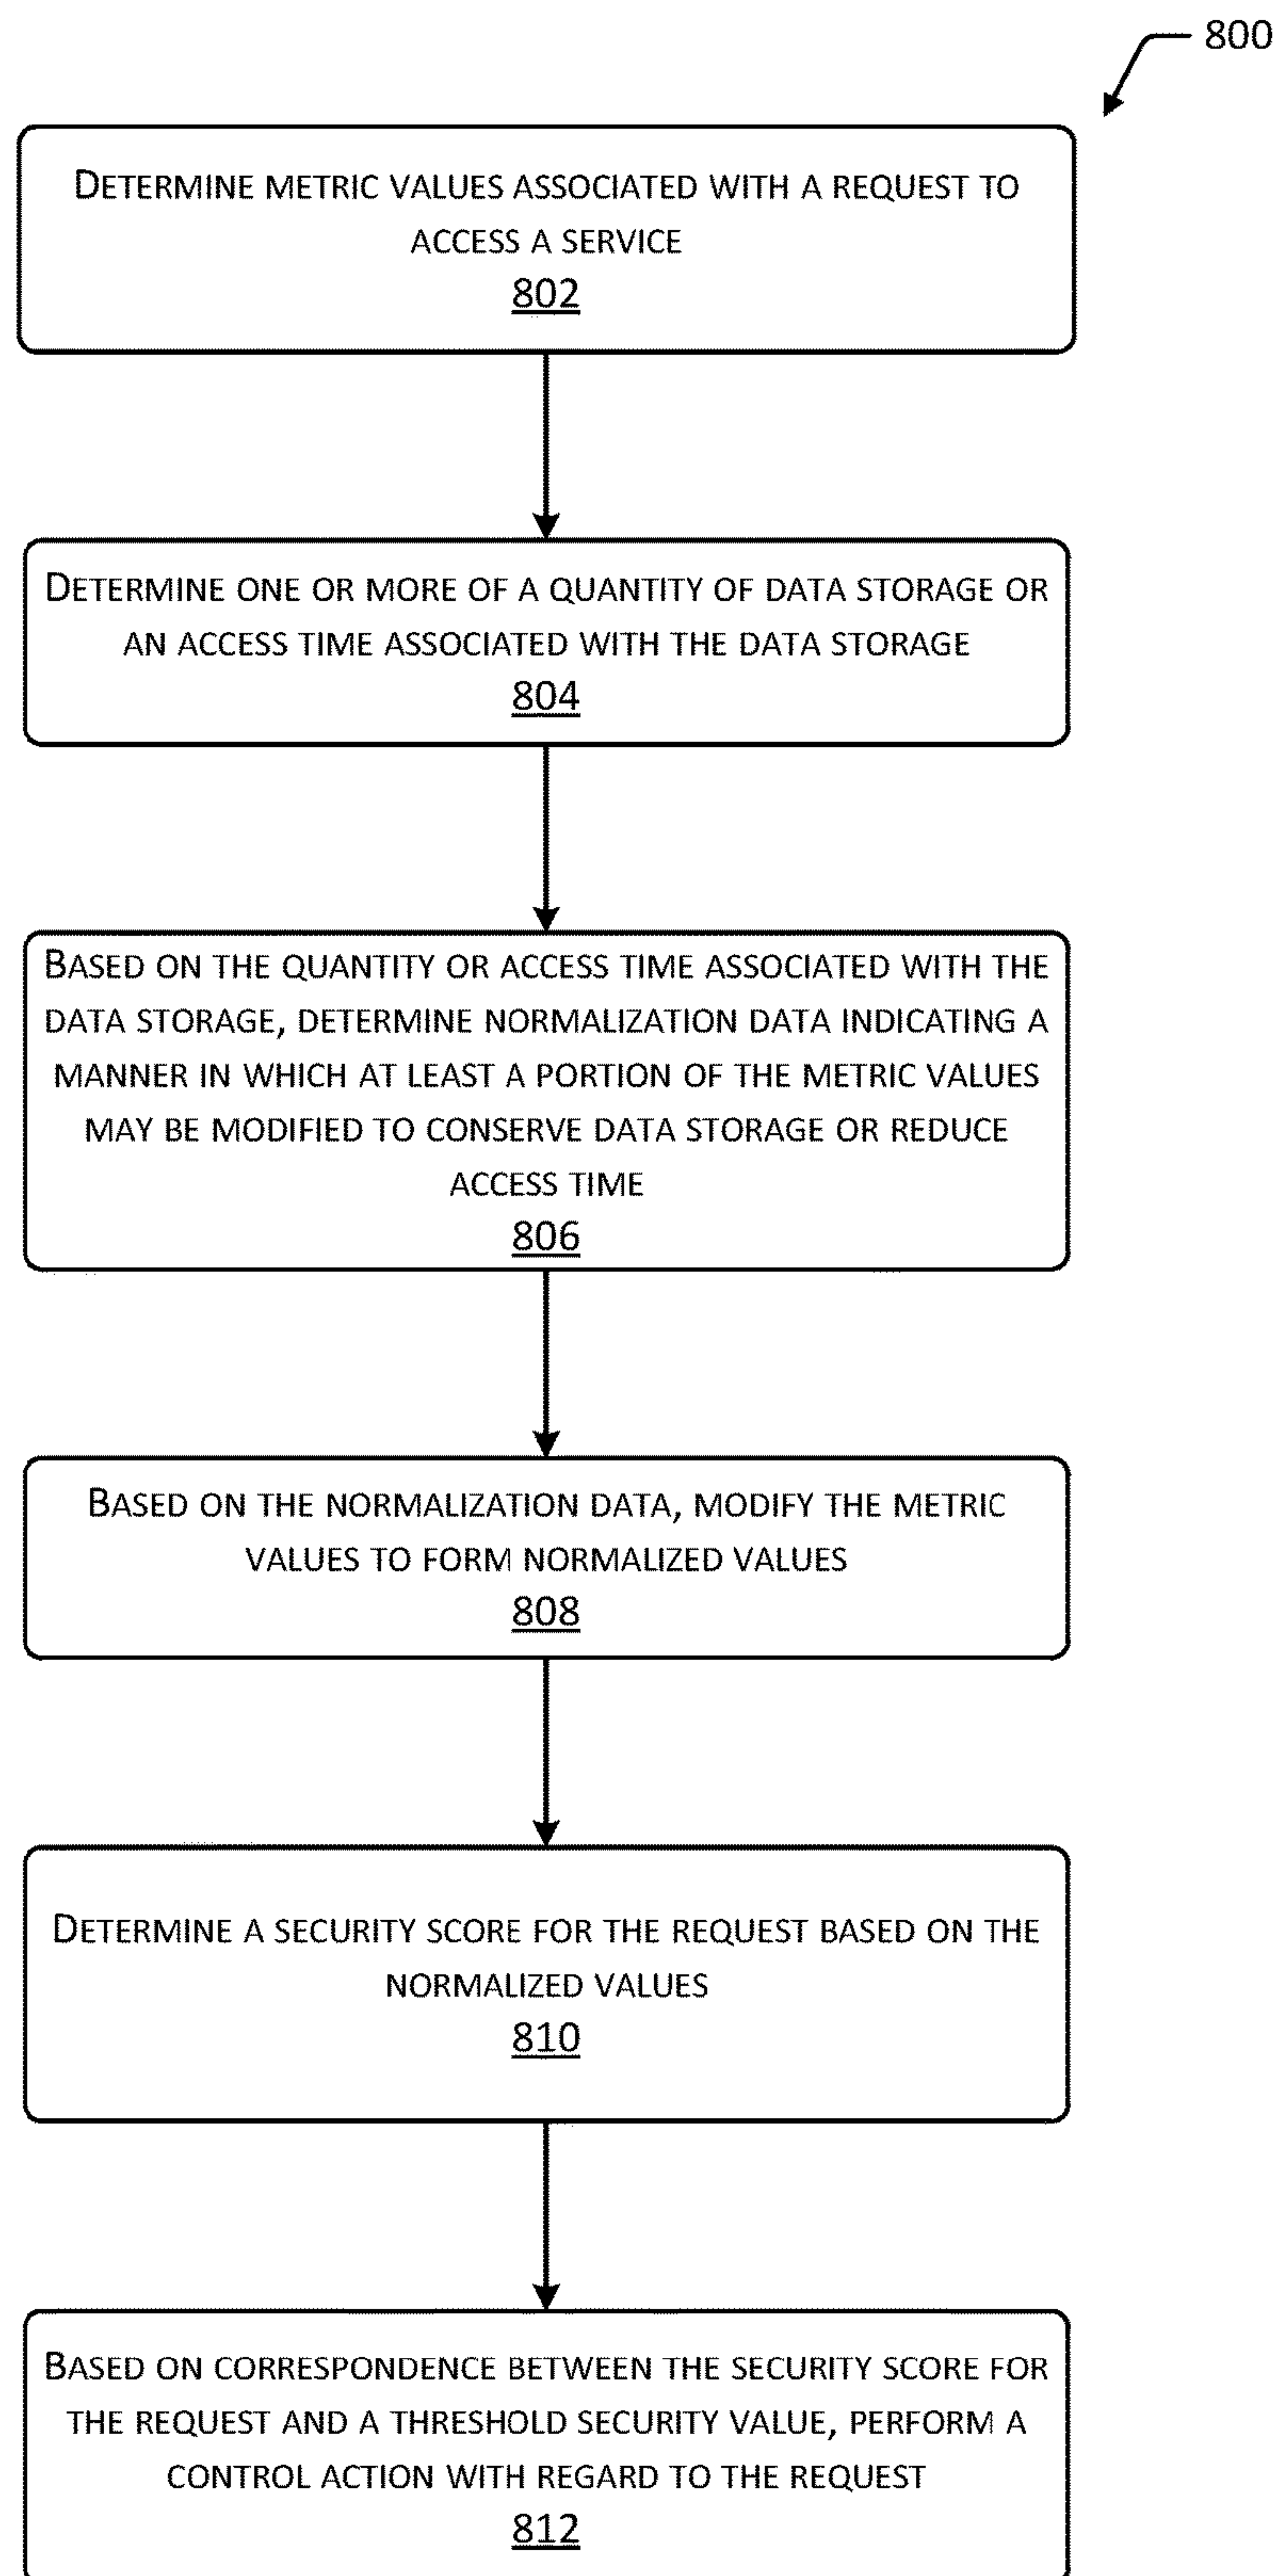 800
DETERMINE METRIC VALUES ASSOCIATED WITH A REQUEST TO
ACCESS A SERVICE
802
DETERMINE ONE OR MORE OF A QUANTITY OF DATA STORAGE OR
AN ACCESS TIME ASSOCIATED WITH THE DATA STORAGE
804
BASED ON THE QUANTITY OR ACCESS TIME ASSOCIATED WITH THE
DATA STORAGE, DETERMINE NORMALIZATION DATA INDICATING A
MANNER IN WHICH AT LEAST A PORTION OF THE METRIC VALUES
MAY BE MODIFIED TO CONSERVE DATA STORAGE OR REDUCE
ACCESS TIME
806
BASED ON THE NORMALIZATION DATA, MODIFY THE METRIC
VALUES TO FORM NORMALIZED VALUES
808
DETERMINE A SECURITY SCORE FOR THE REQUEST BASED ON THE
NORMALIZED VALUES
810
BASED ON CORRESPONDENCE BETWEEN THE SECURITY SCORE FOR
THE REQUEST AND A THRESHOLD SECURITY VALUE, PERFORM A
CONTROL ACTION WITH REGARD TO THE REQUEST
812